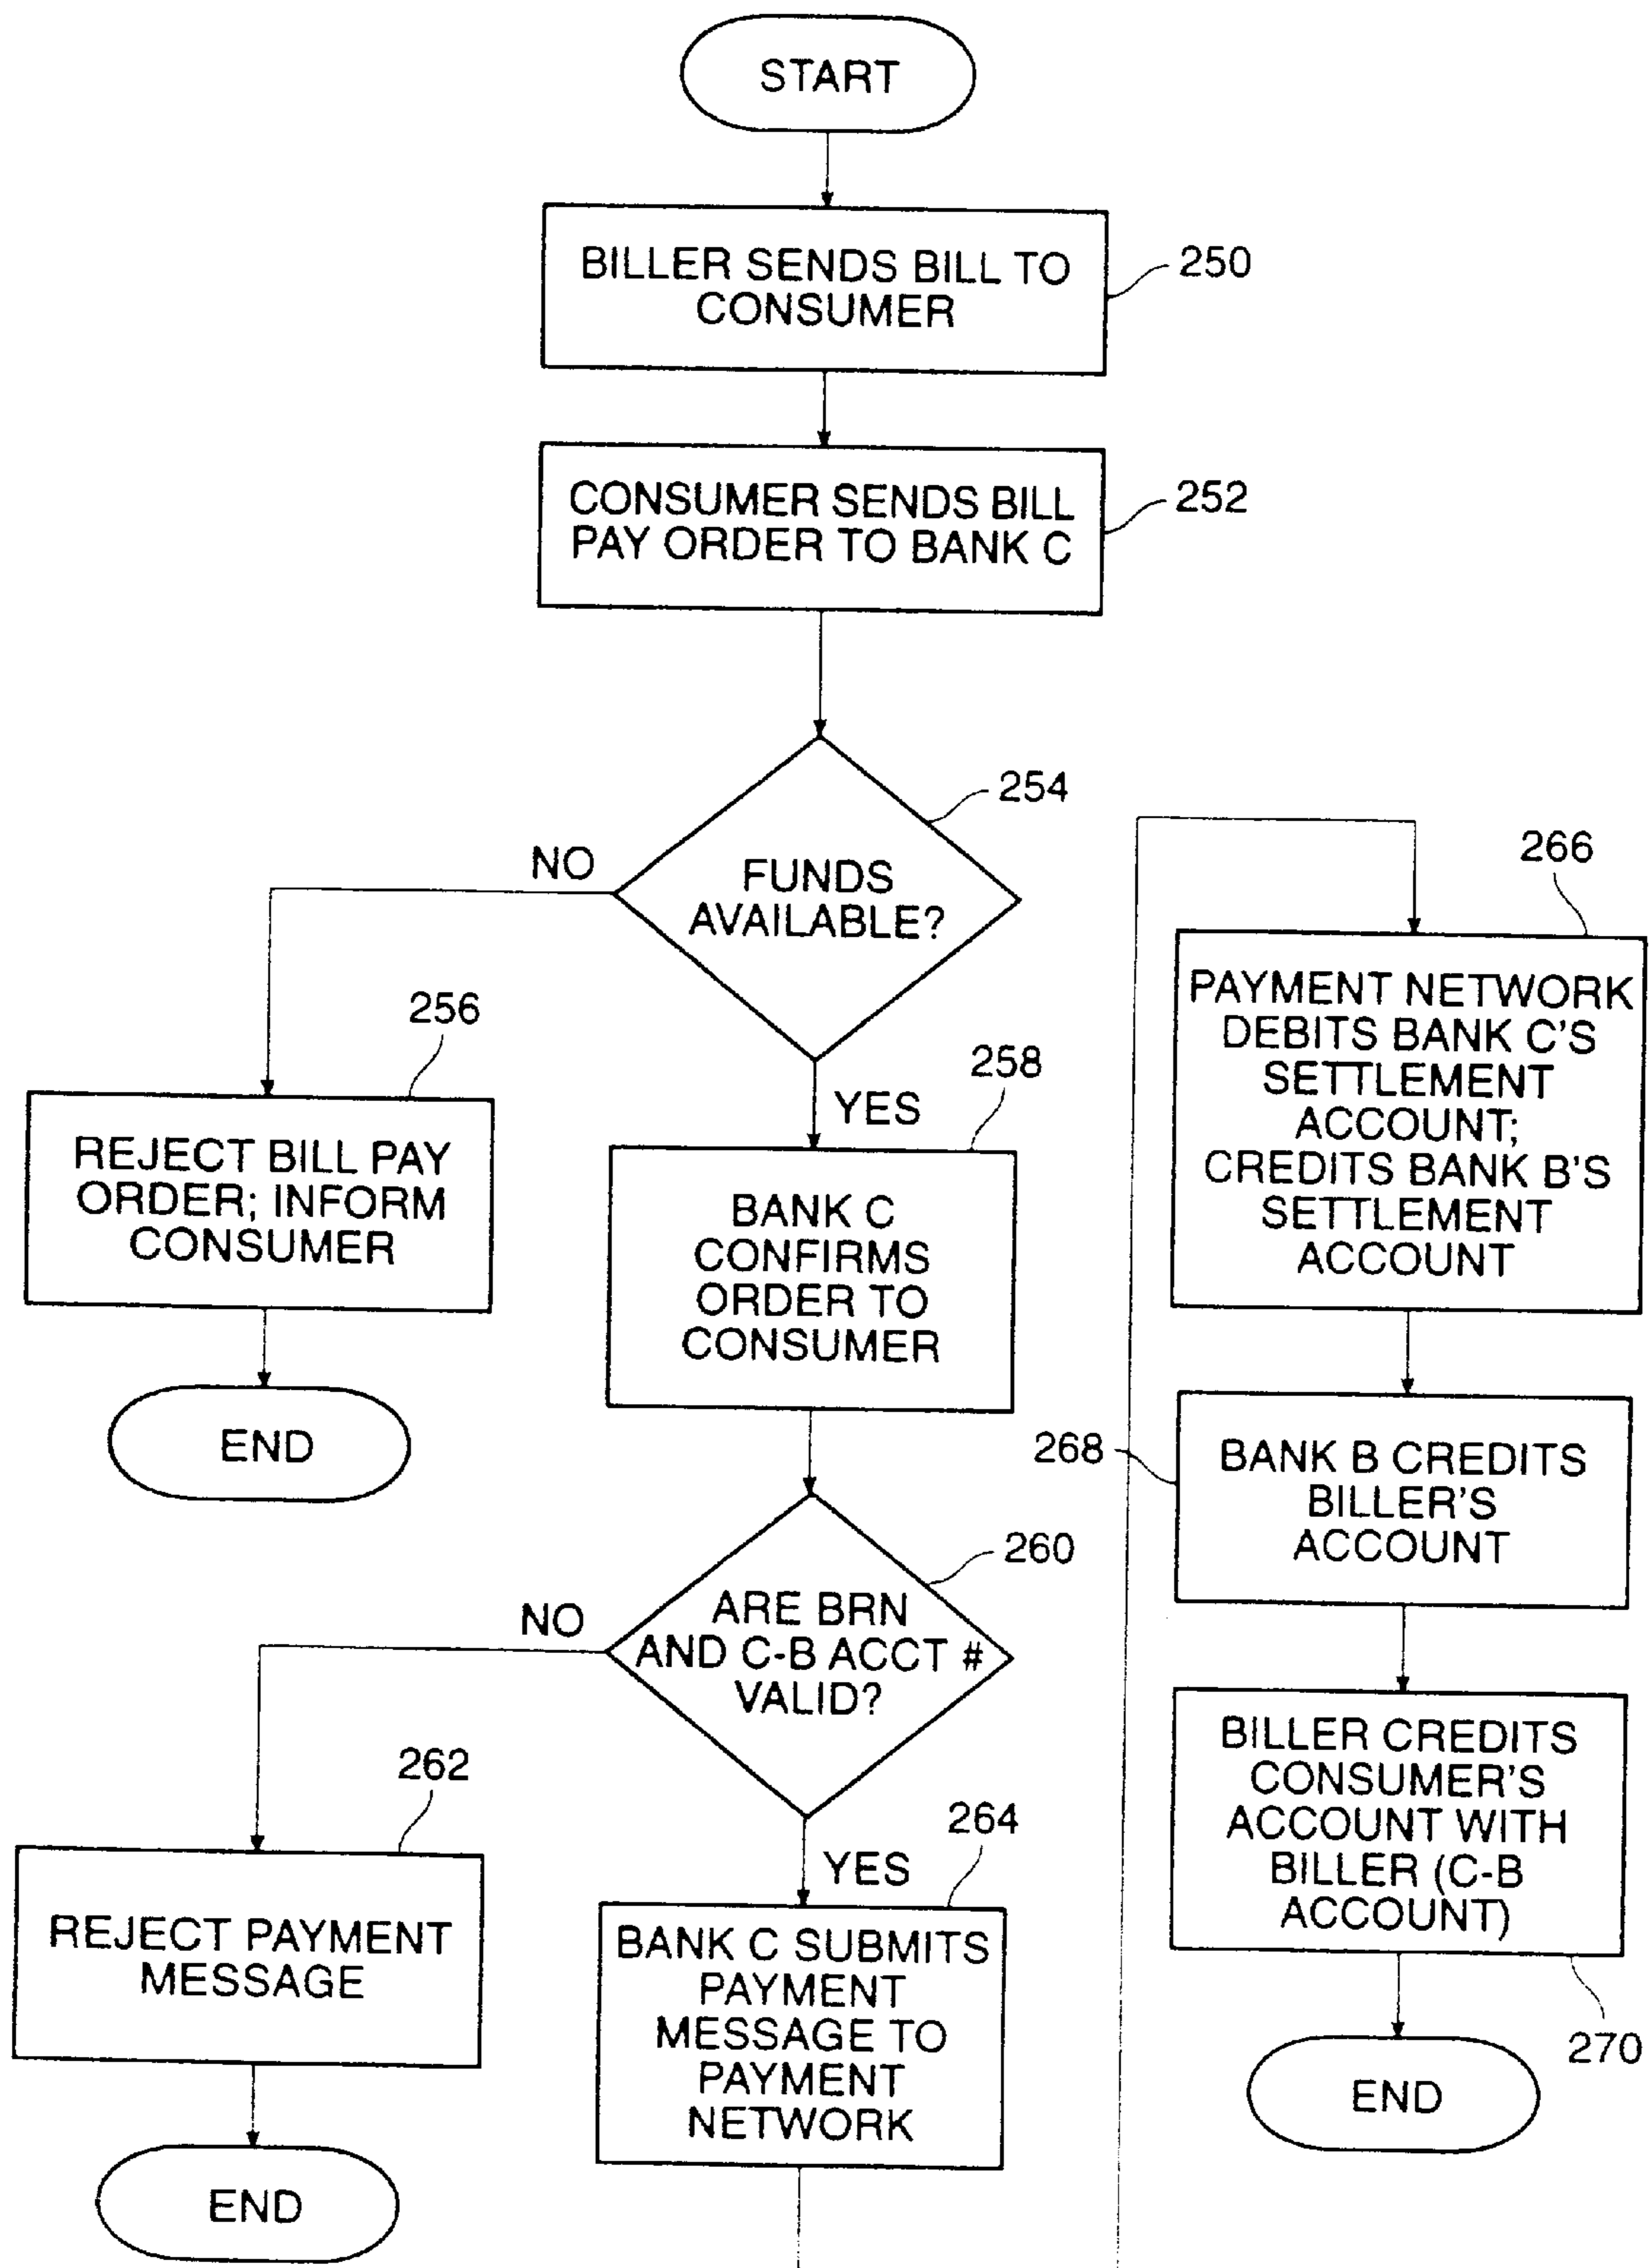 START
BILLER SENDS BILL TO
CONSUMER
250
CONSUMER SENDS BILL
PAY ORDER TO BANK C
252
254
FUNDS
AVAILABLE?
NO
256
REJECT BILL PAY
ORDER; INFORM
CONSUMER
END
YES
258
BANK C
CONFIRMS
ORDER TO
CONSUMER
260
ARE BRN
AND C-B ACCT #
VALID?
NO
262
REJECT PAYMENT
MESSAGE
END
YES
264
BANK C SUBMITS
PAYMENT
MESSAGE TO
PAYMENT
NETWORK
266
PAYMENT NETWORK
DEBITS BANK C'S
SETTLEMENT
ACCOUNT;
CREDITS BANK B'S
SETTLEMENT
ACCOUNT
268
BANK B CREDITS
BILLER'S
ACCOUNT
BILLER CREDITS
CONSUMER'S
ACCOUNT WITH
BILLER (C-B
ACCOUNT)
270
END